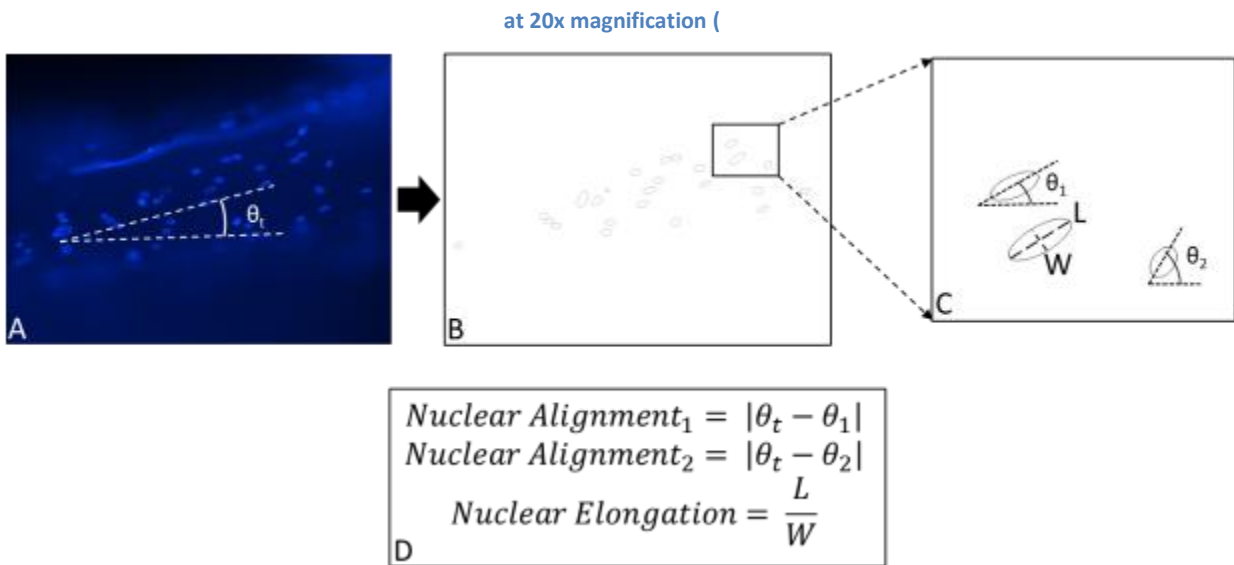 at 20x magnification (
θt
A
B
θ1
L
W
θ2
C
Nuclear Alignment1 = |θt − θ1|
Nuclear Alignment2 = |θt − θ2|
Nuclear Elongation = L
W
D